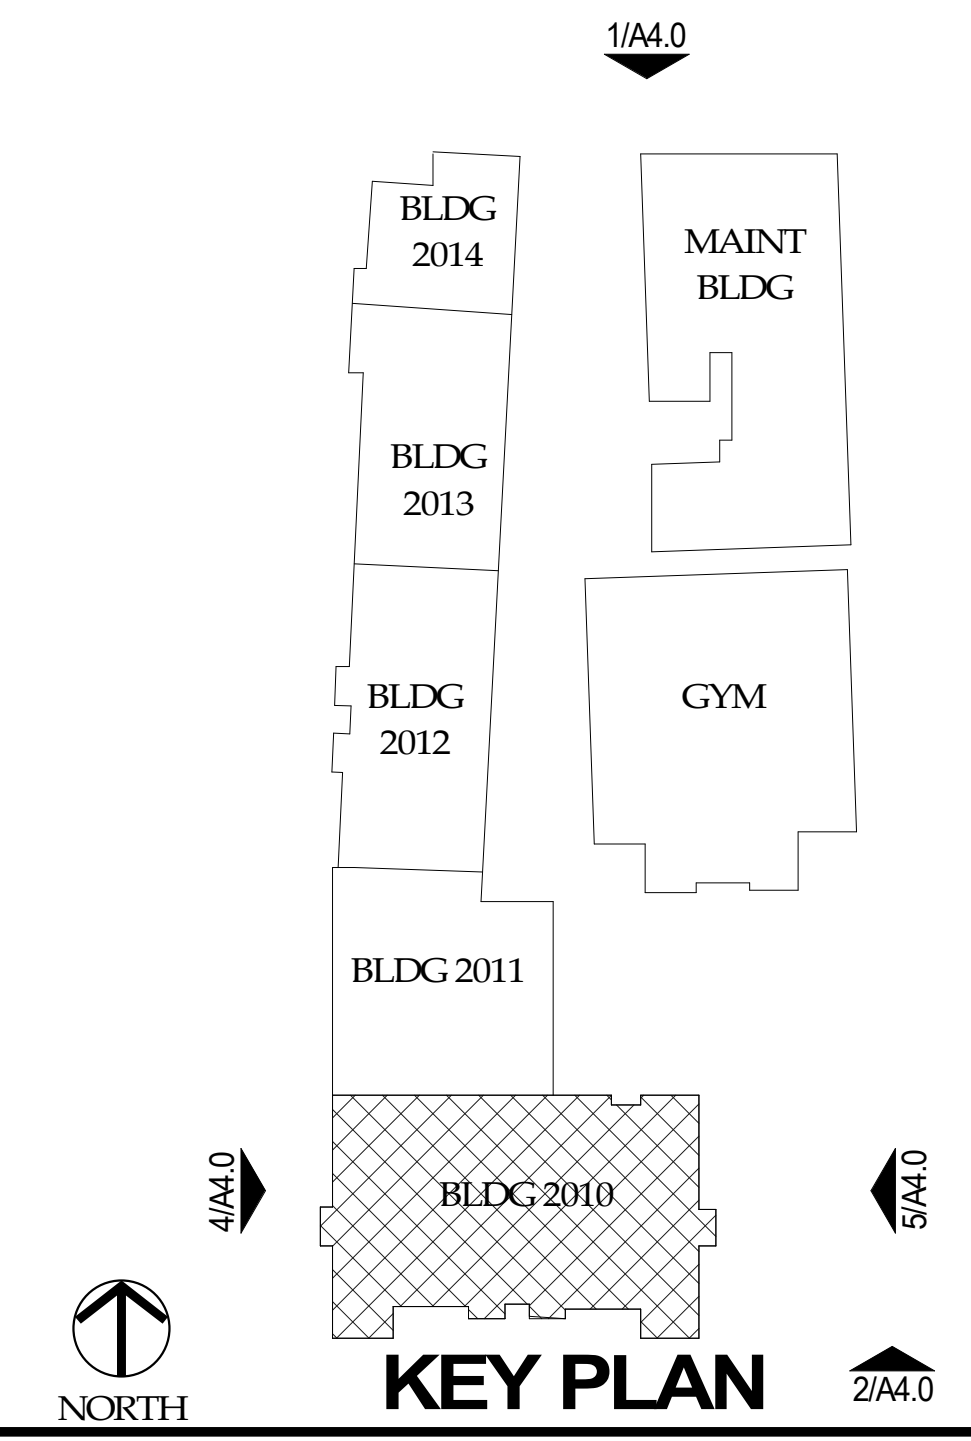 1/A4.0
BLDG
2014
MAINT
BLDG
BLDG
2013
BLDG
2012
GYM
BLDG 2011
4/A4.0
BLDG 2010
5/A4.0
NORTH
KEY PLAN
2/A4.0